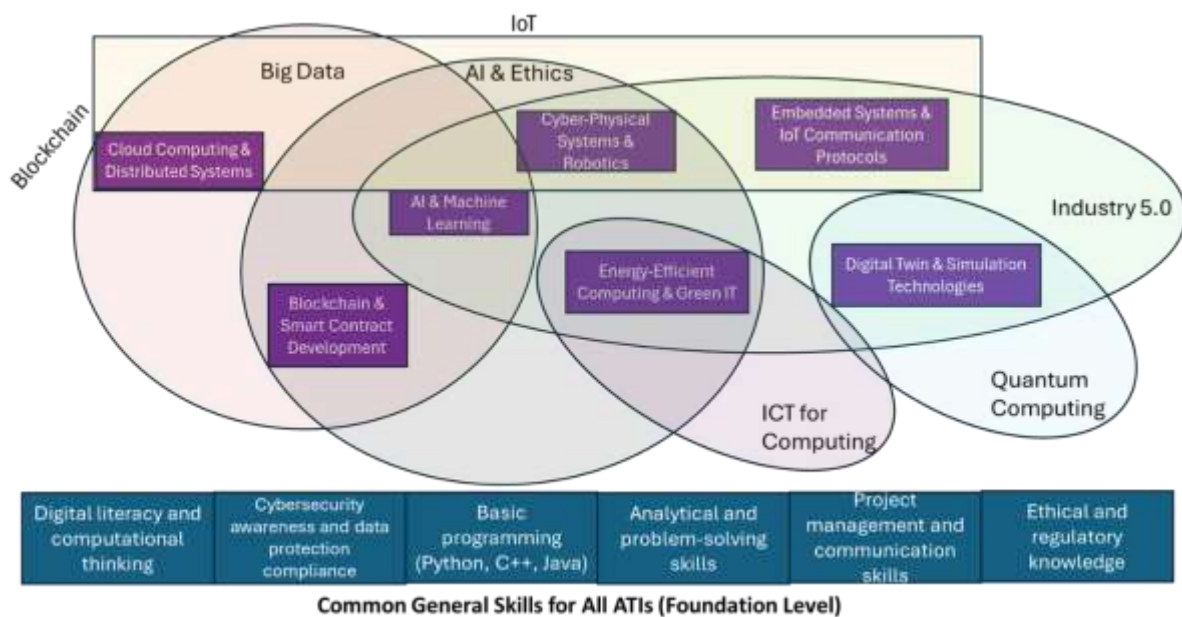 IoT
Big Data
AI & Ethics
Blockchain
Cloud Computing &
Distributed Systems
Cyber-Physical
Systems &
Robotics
Embedded Systems &
IoT Communication
Protocols
AI & Machine
Learning
Industry 5.0
Energy-Efficient
Computing & Green IT
Digital Twin & Simulation
Technologies
Blockchain &
Smart Contract
Development
Quantum
Computing
ICT for
Computing
Digital literacy and
computational
thinking
Cybersecurity
awareness and data
protection
compliance
Basic
programming
(Python, C++, Java)
Analytical and
problem-solving
skills
Project
management and
communication
skills
Ethical and
regulatory
knowledge
Common General Skills for All ATIs (Foundation Level)